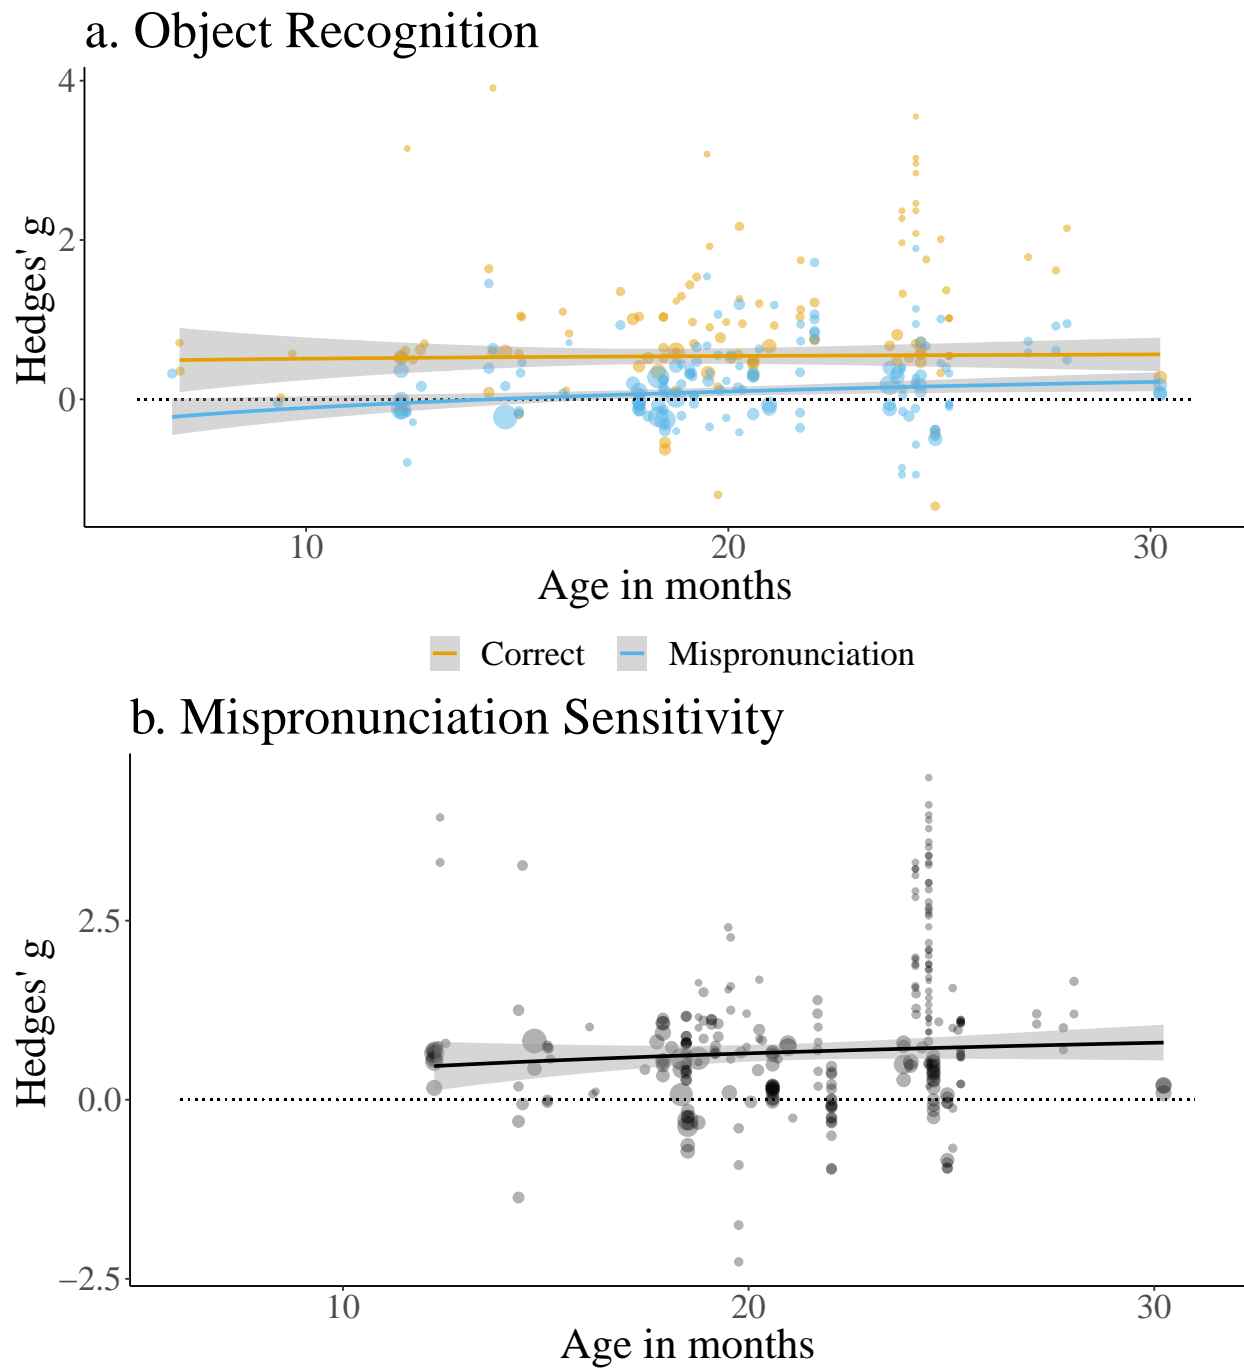 a. Object Recognition
4
2
0
Hedges' g
10 20 30
Age in months
Correct Mispronunciation
b. Mispronunciation Sensitivity
2.5
0.0
−2.5
Hedges' g
10 20 30
Age in months